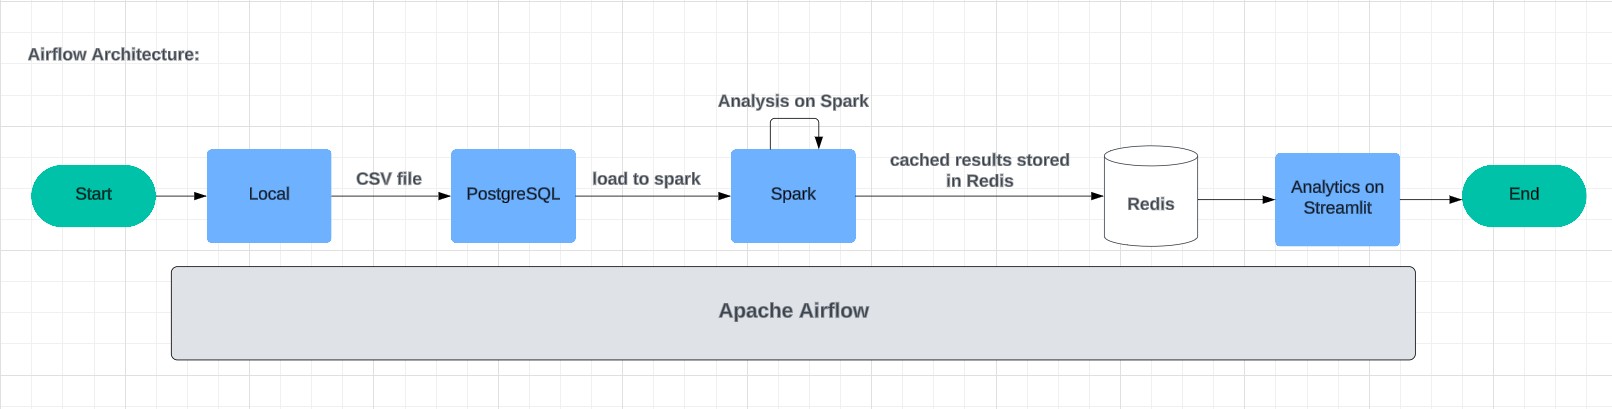 Airflow Architecture:
Analysis on Spark
Start
Local
CSV file
PostgreSQL
load to spark
Spark
cached results stored
in Redis
Redis
Analytics on
Streamlit
End
Apache Airflow